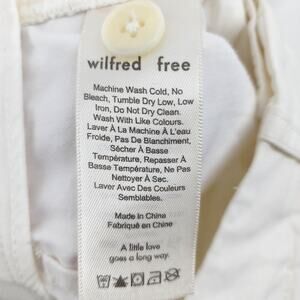 wilfred free
Machine Wash Cold, No
Bleach, Tumble Dry Low, Low
Iron, Do Not Dry Clean.
Wash With Like Colours.
Laver À La Machine À L'eau
Froide, Pas De Blanchiment,
Sécher À Basse
Température, Repasser À
Basse Température, Ne Pas
Nettoyer À Sec.
Laver Avec Des Couleurs
Semblables.
Made in China
Fabriqué en Chine
A little love
goes a long way.